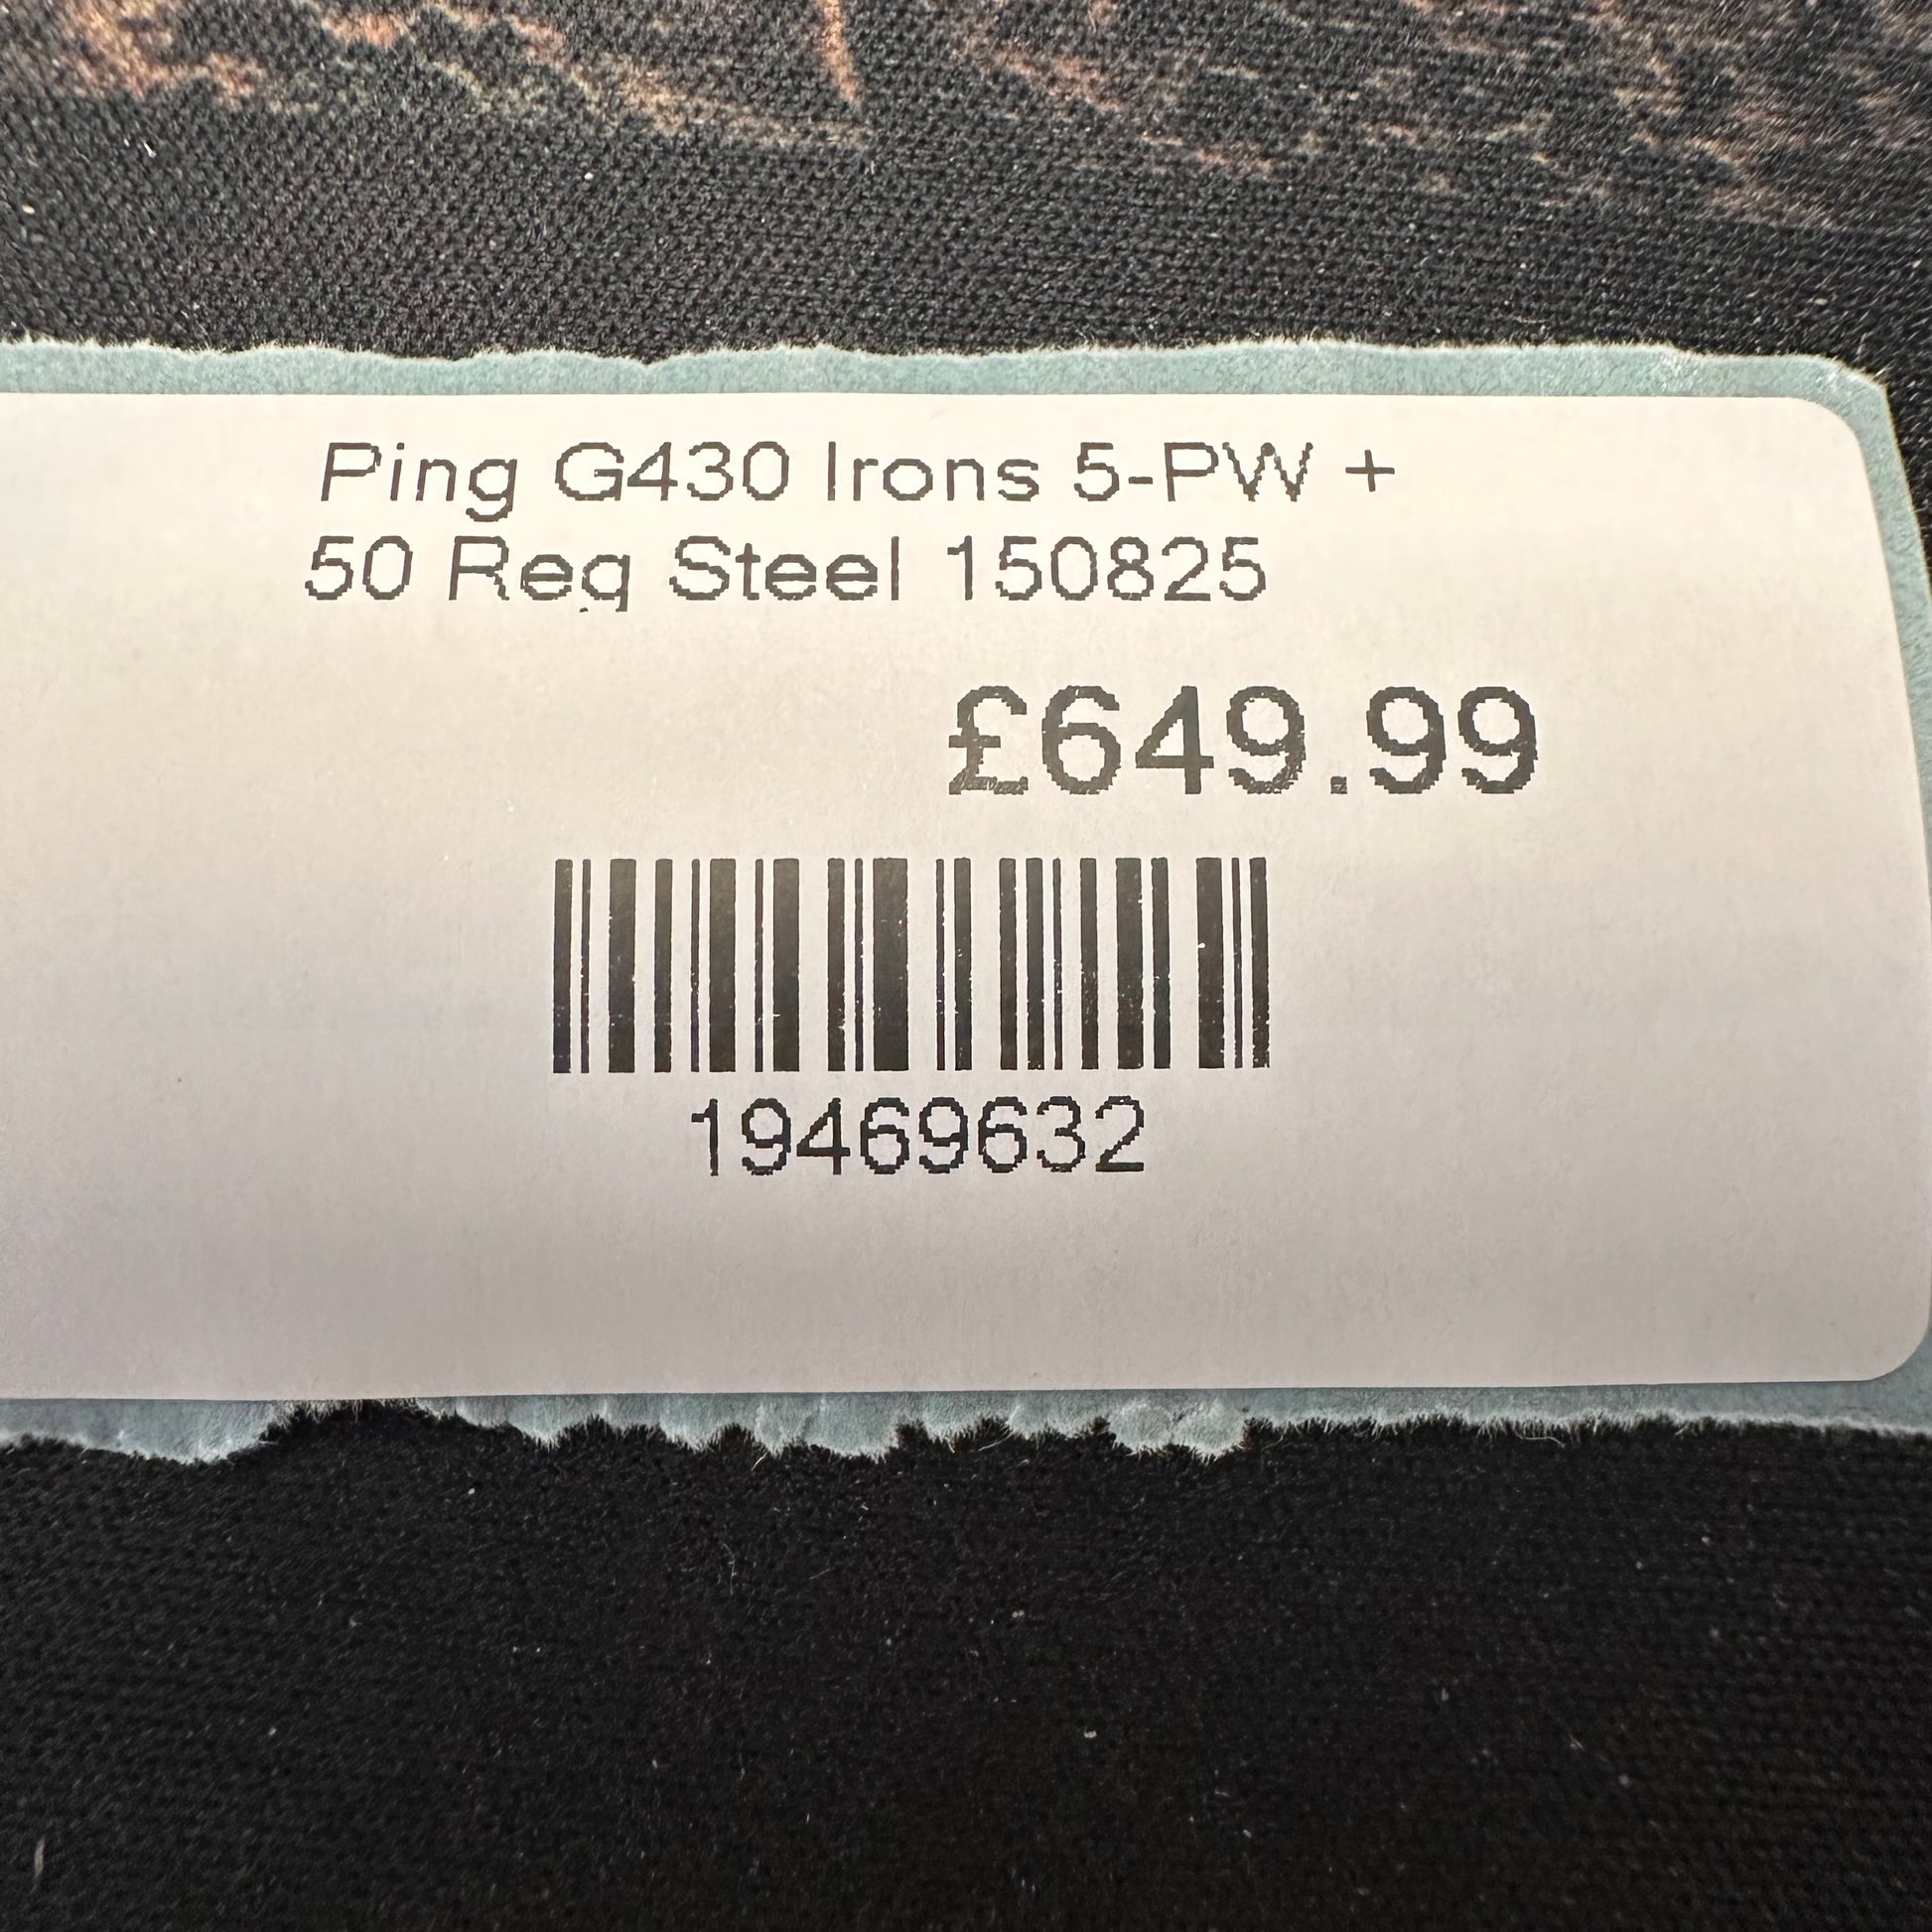 Ping G430 Irons 5-PW +
50 Reg Steel 150825
£649.99
19469632